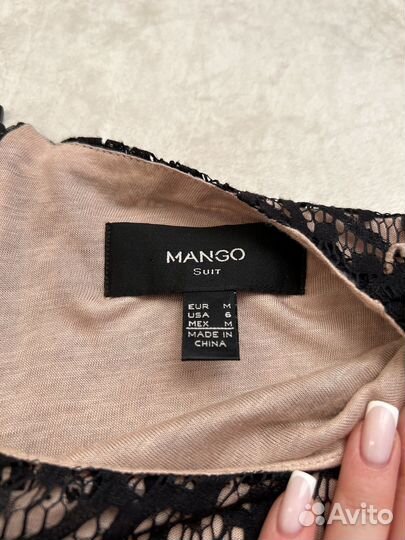 MANGO
SUIT
EUR M
USA 6
MEX M
MADE IN
CHINA
Avito